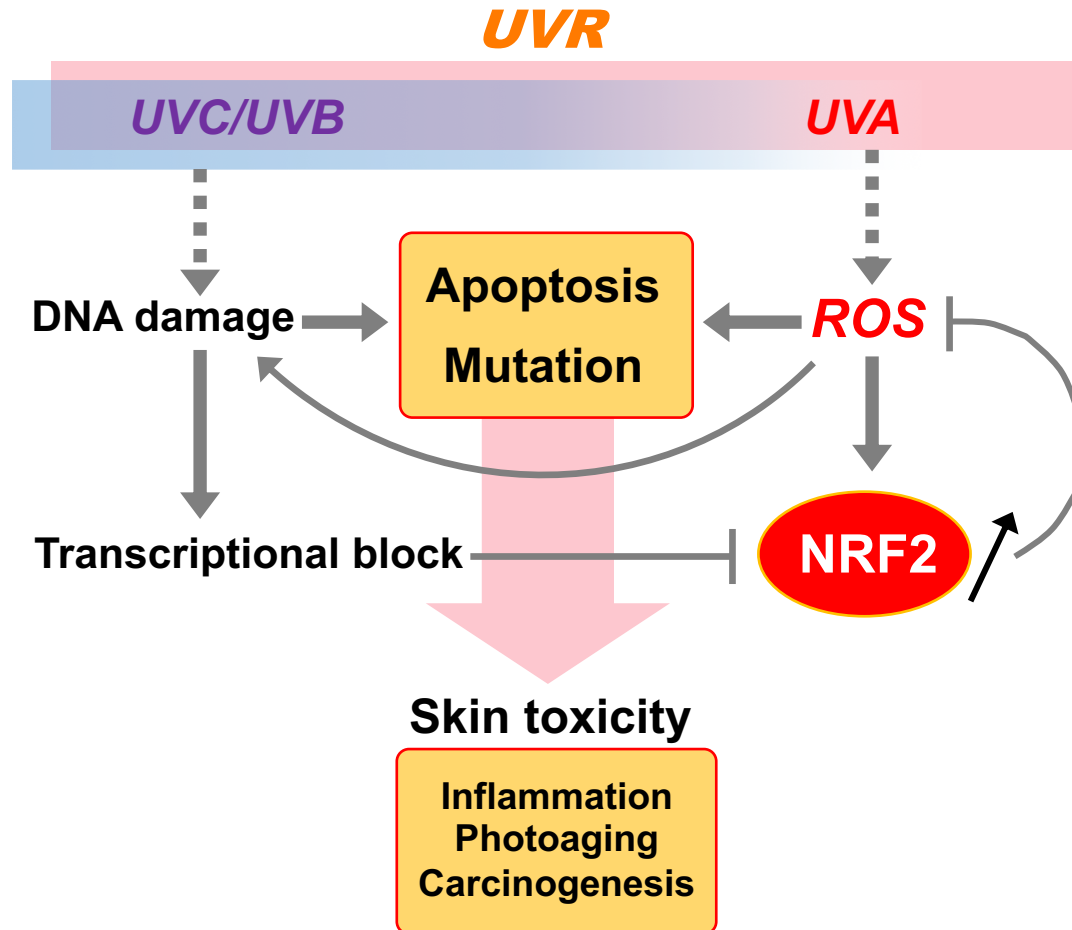 UVR
UVC/UVB
UVA
Apoptosis
Mutation
DNA damage
ROS
Transcriptional block
NRF2
Skin toxicity
Inflammation
Photoaging
Carcinogenesis